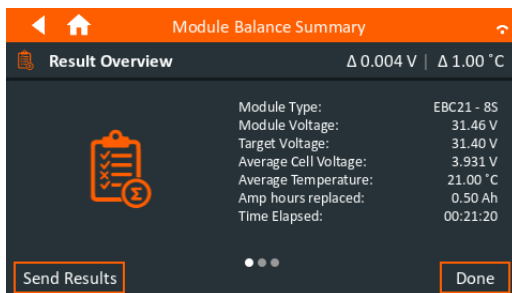 Module Balance Summary
Result Overview Δ 0.004 V | Δ 1.00 °C
Module Type: EBC21 - 8S
Module Voltage: 31.46 V
Target Voltage: 31.40 V
Average Cell Voltage: 3.931 V
Average Temperature: 21.00 °C
Amp hours replaced: 0.50 Ah
Time Elapsed: 00:21:20
Σ
Send Results Done